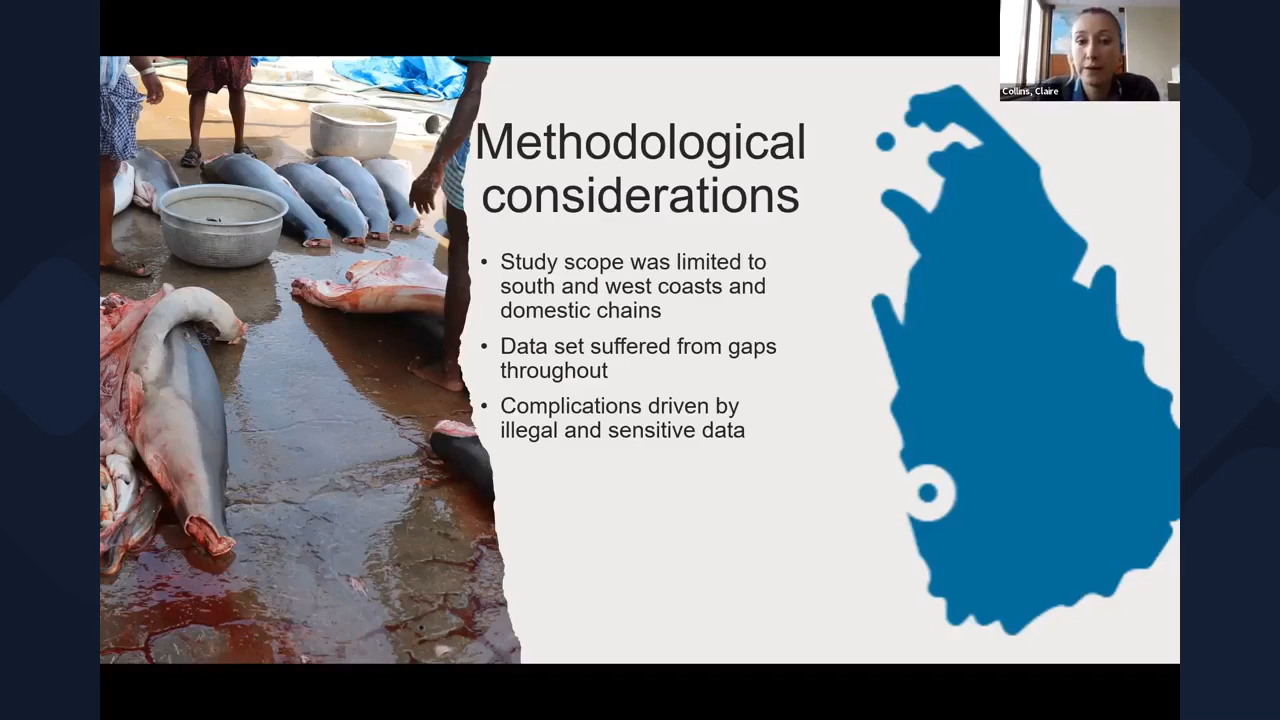 Collins, Claire
Methodological
considerations
• Study scope was limited to
south and west coasts and
domestic chains
• Data set suffered from gaps
throughout
• Complications driven by
illegal and sensitive data